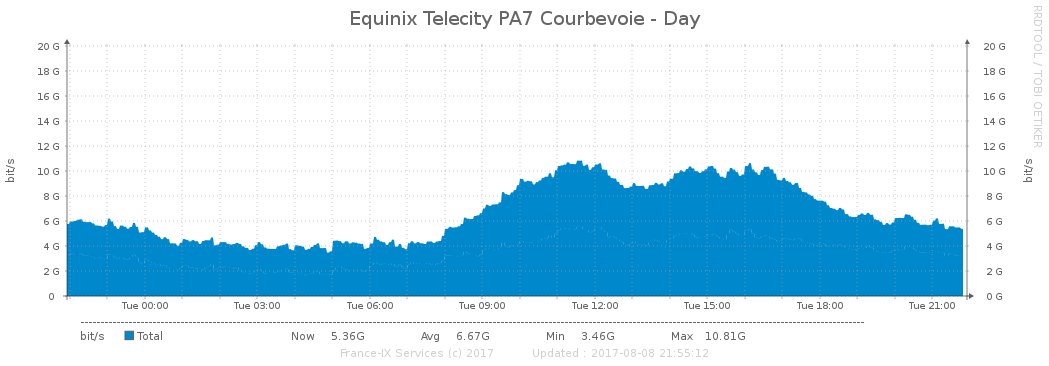 Equinix Telecity PA7 Courbevoie - Day
RRDTOOL / TOBI OETIKER
20 G 20 G
18 G 18 G
16 G 16 G
14 G 14 G
12 G 12 G
10 G 10 G
8 G 8 G
6 G 6 G
4 G 4 G
2 G 2 G
0 0 G
bit/s
bit/s
Tue 00:00 Tue 03:00 Tue 06:00 Tue 09:00 Tue 12:00 Tue 15:00 Tue 18:00 Tue 21:00
bit/s Total Now 5.36G Avg 6.67G Min 3.46G Max 10.81G
France-IX Services (c) 2017 Updated : 2017-08-08 21:55:12